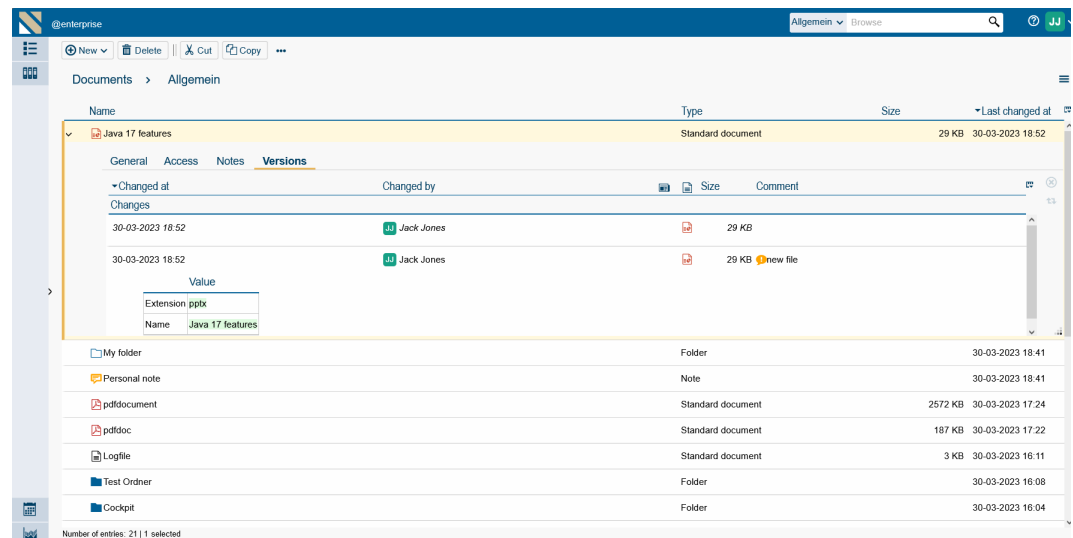 @enterprise Allgemein Browse JJ
New Delete Cut Copy
Documents > Allgemein
Name Type Size Last changed at
Java 17 features Standard document 29 KB 30-03-2023 18:52
General Access Notes Versions
Changed at Changed by Size Comment
Changes
30-03-2023 18:52 JJ Jack Jones 29 KB
30-03-2023 18:52 JJ Jack Jones 29 KB new file
Value
Extension pptx
Name Java 17 features
My folder Folder 30-03-2023 18:41
Personal note Note 30-03-2023 18:41
pdfdocument Standard document 2572 KB 30-03-2023 17:24
pdfdoc Standard document 187 KB 30-03-2023 17:22
Logfile Standard document 3 KB 30-03-2023 16:11
Test Ordner Folder 30-03-2023 16:08
Cockpit Folder 30-03-2023 16:04
Number of entries: 21 | 1 selected